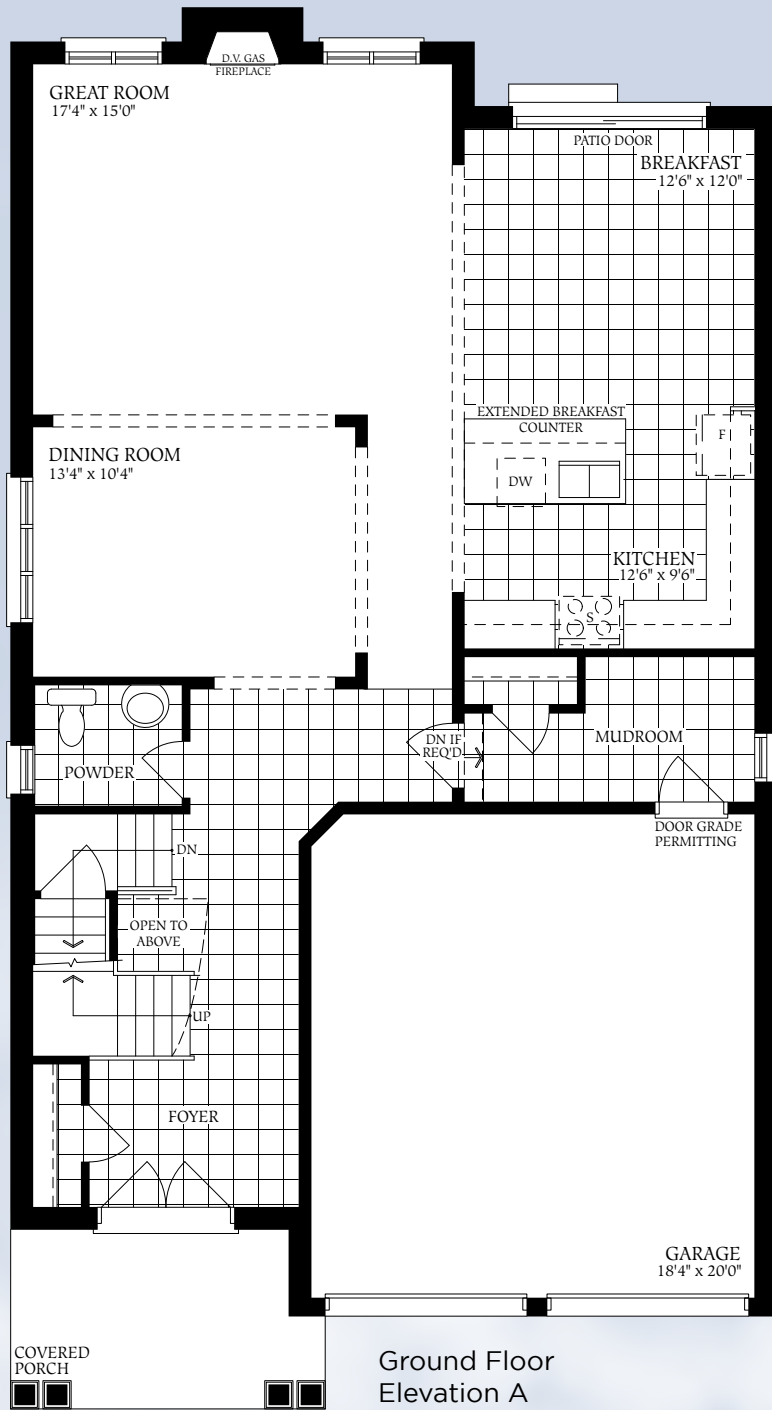 D.V. GAS
FIREPLACE
GREAT ROOM
17'4" x 15'0"
PATIO DOOR
BREAKFAST
12'6" x 12'0"
EXTENDED BREAKFAST
COUNTER
F
DINING ROOM
13'4" x 10'4"
DW
KITCHEN
12'6" x 9'6"
S
DN IF
REQ'D
MUDROOM
POWDER
DOOR GRADE
PERMITTING
DN
OPEN TO
ABOVE
UP
FOYER
GARAGE
18'4" x 20'0"
COVERED
PORCH
Ground Floor
Elevation A